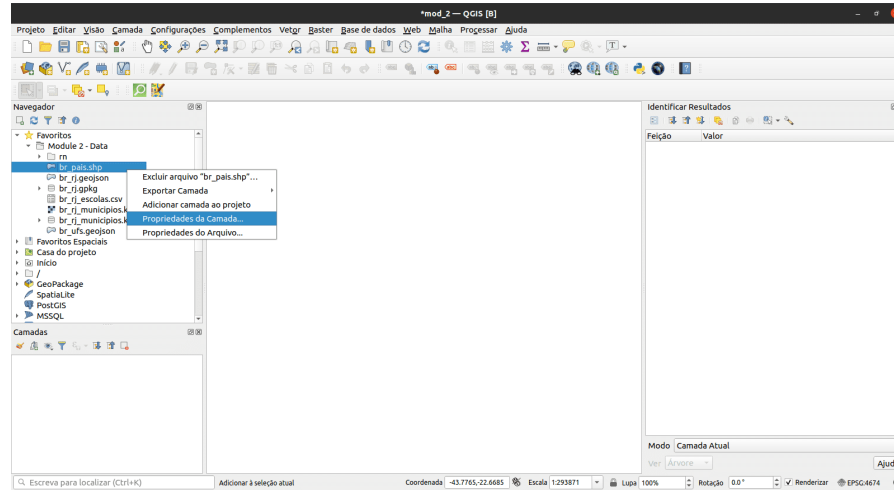 *mod_2 — QGIS [B]
Projeto Editar Visão Camada Configurações Complementos Vetor Raster Base de dados Web Malha Processar Ajuda
Navegador
Favoritos
Module 2 - Data
rn
br_pais.shp
br_rj.geojson
br_rj.gpkg
br_rj_escolas.csv
br_rj_municipios.k
br_rj_municipios.k
br_ufs.geojson
Favoritos Espaciais
Casa do projeto
Início
/
GeoPackage
SpatiaLite
PostGIS
MSSQL
Excluir arquivo "br_pais.shp"...
Exportar Camada
Adicionar camada ao projeto
Propriedades da Camada...
Propriedades do Arquivo...
Camadas
Identificar Resultados
Feição Valor
Modo Camada Atual
Ver Árvore Ajud
Escreva para localizar (Ctrl+K) Adicionar à seleção atual Coordenada -43.7765,-22.6685 Escala 1:293871 Lupa 100% Rotação 0.0° Renderizar EPSG:4674